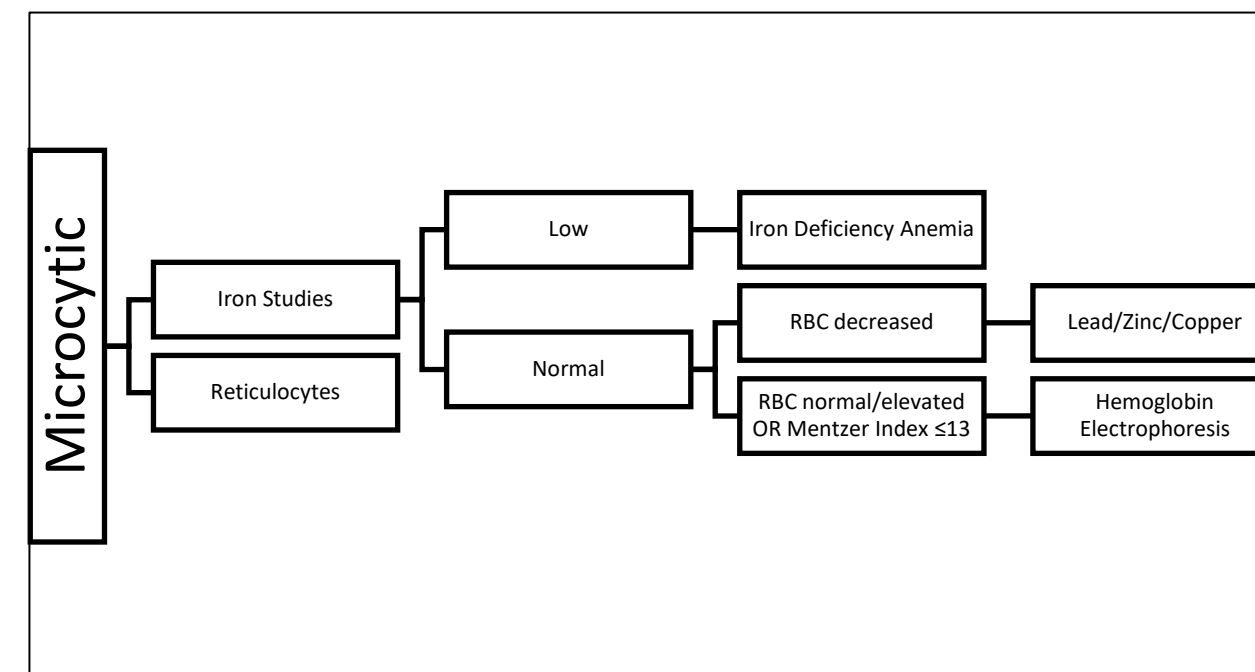 Microcytic
Iron Studies
Reticulocytes
Low
Normal
Iron Deficiency Anemia
RBC decreased
RBC normal/elevated
OR Mentzer Index ≤13
Lead/Zinc/Copper
Hemoglobin
Electrophoresis